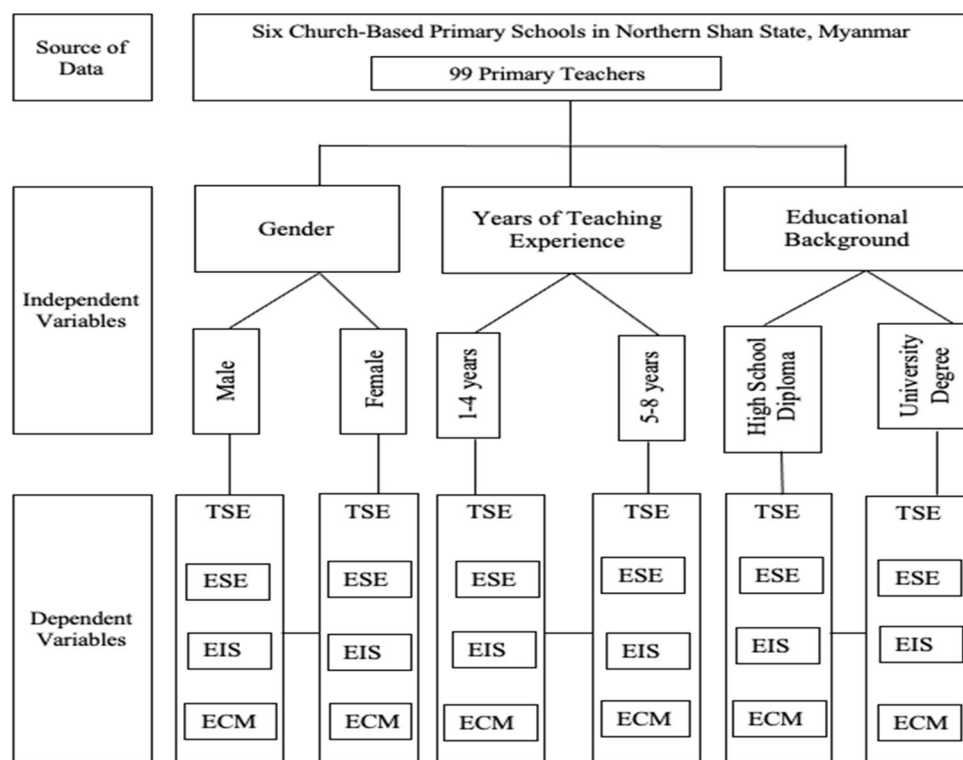 Source of
Data
Six Church-Based Primary Schools in Northern Shan State, Myanmar
99 Primary Teachers
Independent
Variables
Gender
Years of Teaching
Experience
Educational
Background
Male
Female
1-4 years
5-8 years
High School
Diploma
University
Degree
Dependent
Variables
TSE
ESE
EIS
ECM
TSE
ESE
EIS
ECM
TSE
ESE
EIS
ECM
TSE
ESE
EIS
ECM
TSE
ESE
EIS
ECM
TSE
ESE
EIS
ECM